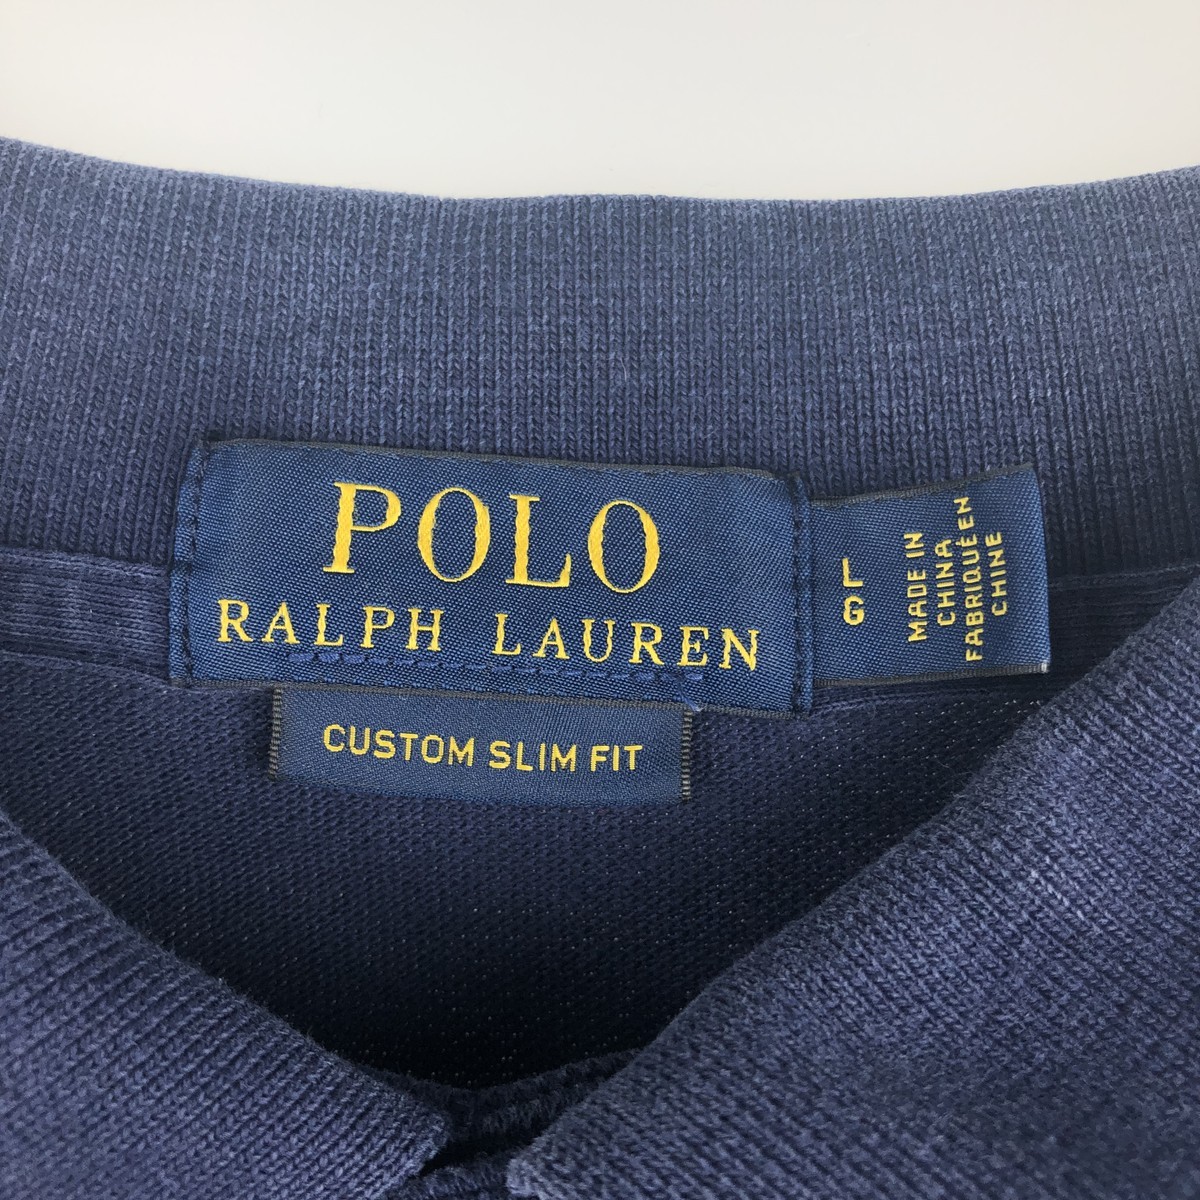 POLO
RALPH LAUREN
CUSTOM SLIM FIT
L
G
MADE IN
CHINA
FABRIQUÉ EN
CHINE